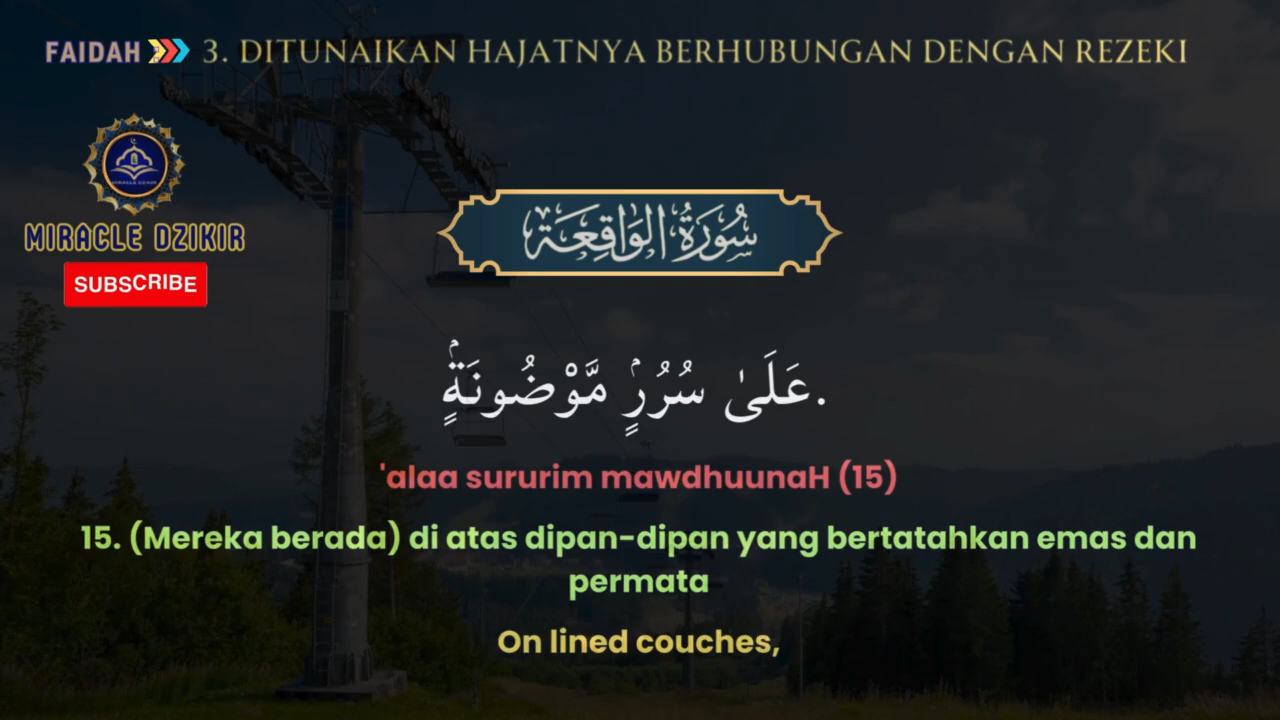 FAIDAH 3. DITUNAIKAN HAJATNYA BERHUBUNGAN DENGAN REZEKI
MIRACLE DZIKIR
SUBSCRIBE
سُورَةُ الوَاقِعَة
عَلَىٰ سُرُرٍۢ مَّوْضُونَةٍۢ.
'alaa sururim mawdhuunaH (15)
15. (Mereka berada) di atas dipan-dipan yang bertatahkan emas dan
permata
On lined couches,